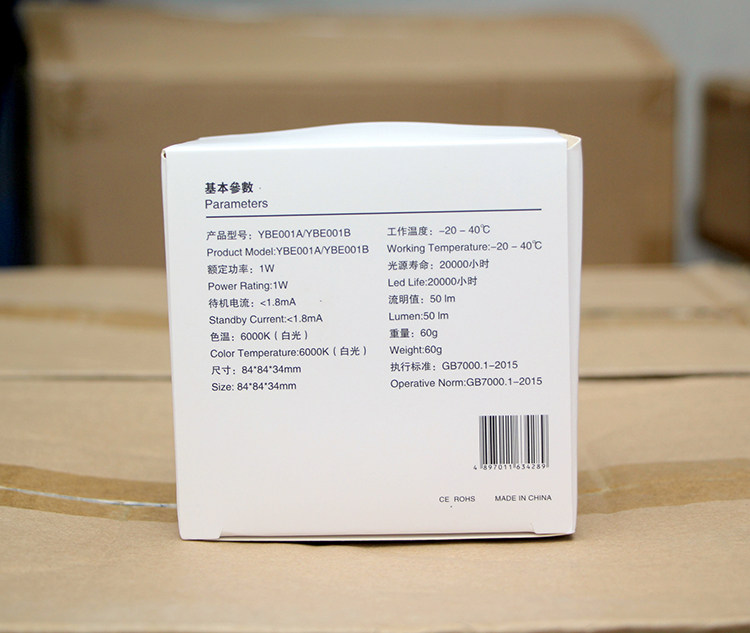 基本參數
Parameters
产品型号：YBE001A/YBE001B
Product Model:YBE001A/YBE001B
额定功率：1W
Power Rating:1W
待机电流：<1.8mA
Standby Current:<1.8mA
色温：6000K（白光）
Color Temperature:6000K（白光）
尺寸：84*84*34mm
Size: 84*84*34mm
工作温度：-20 - 40℃
Working Temperature:-20 - 40℃
光源寿命：20000小时
Led Life:20000小时
流明值：50 lm
Lumen:50 lm
重量：60g
Weight:60g
执行标准：GB7000.1-2015
Operative Norm:GB7000.1-2015
4 897011 634289
CE ROHS MADE IN CHINA